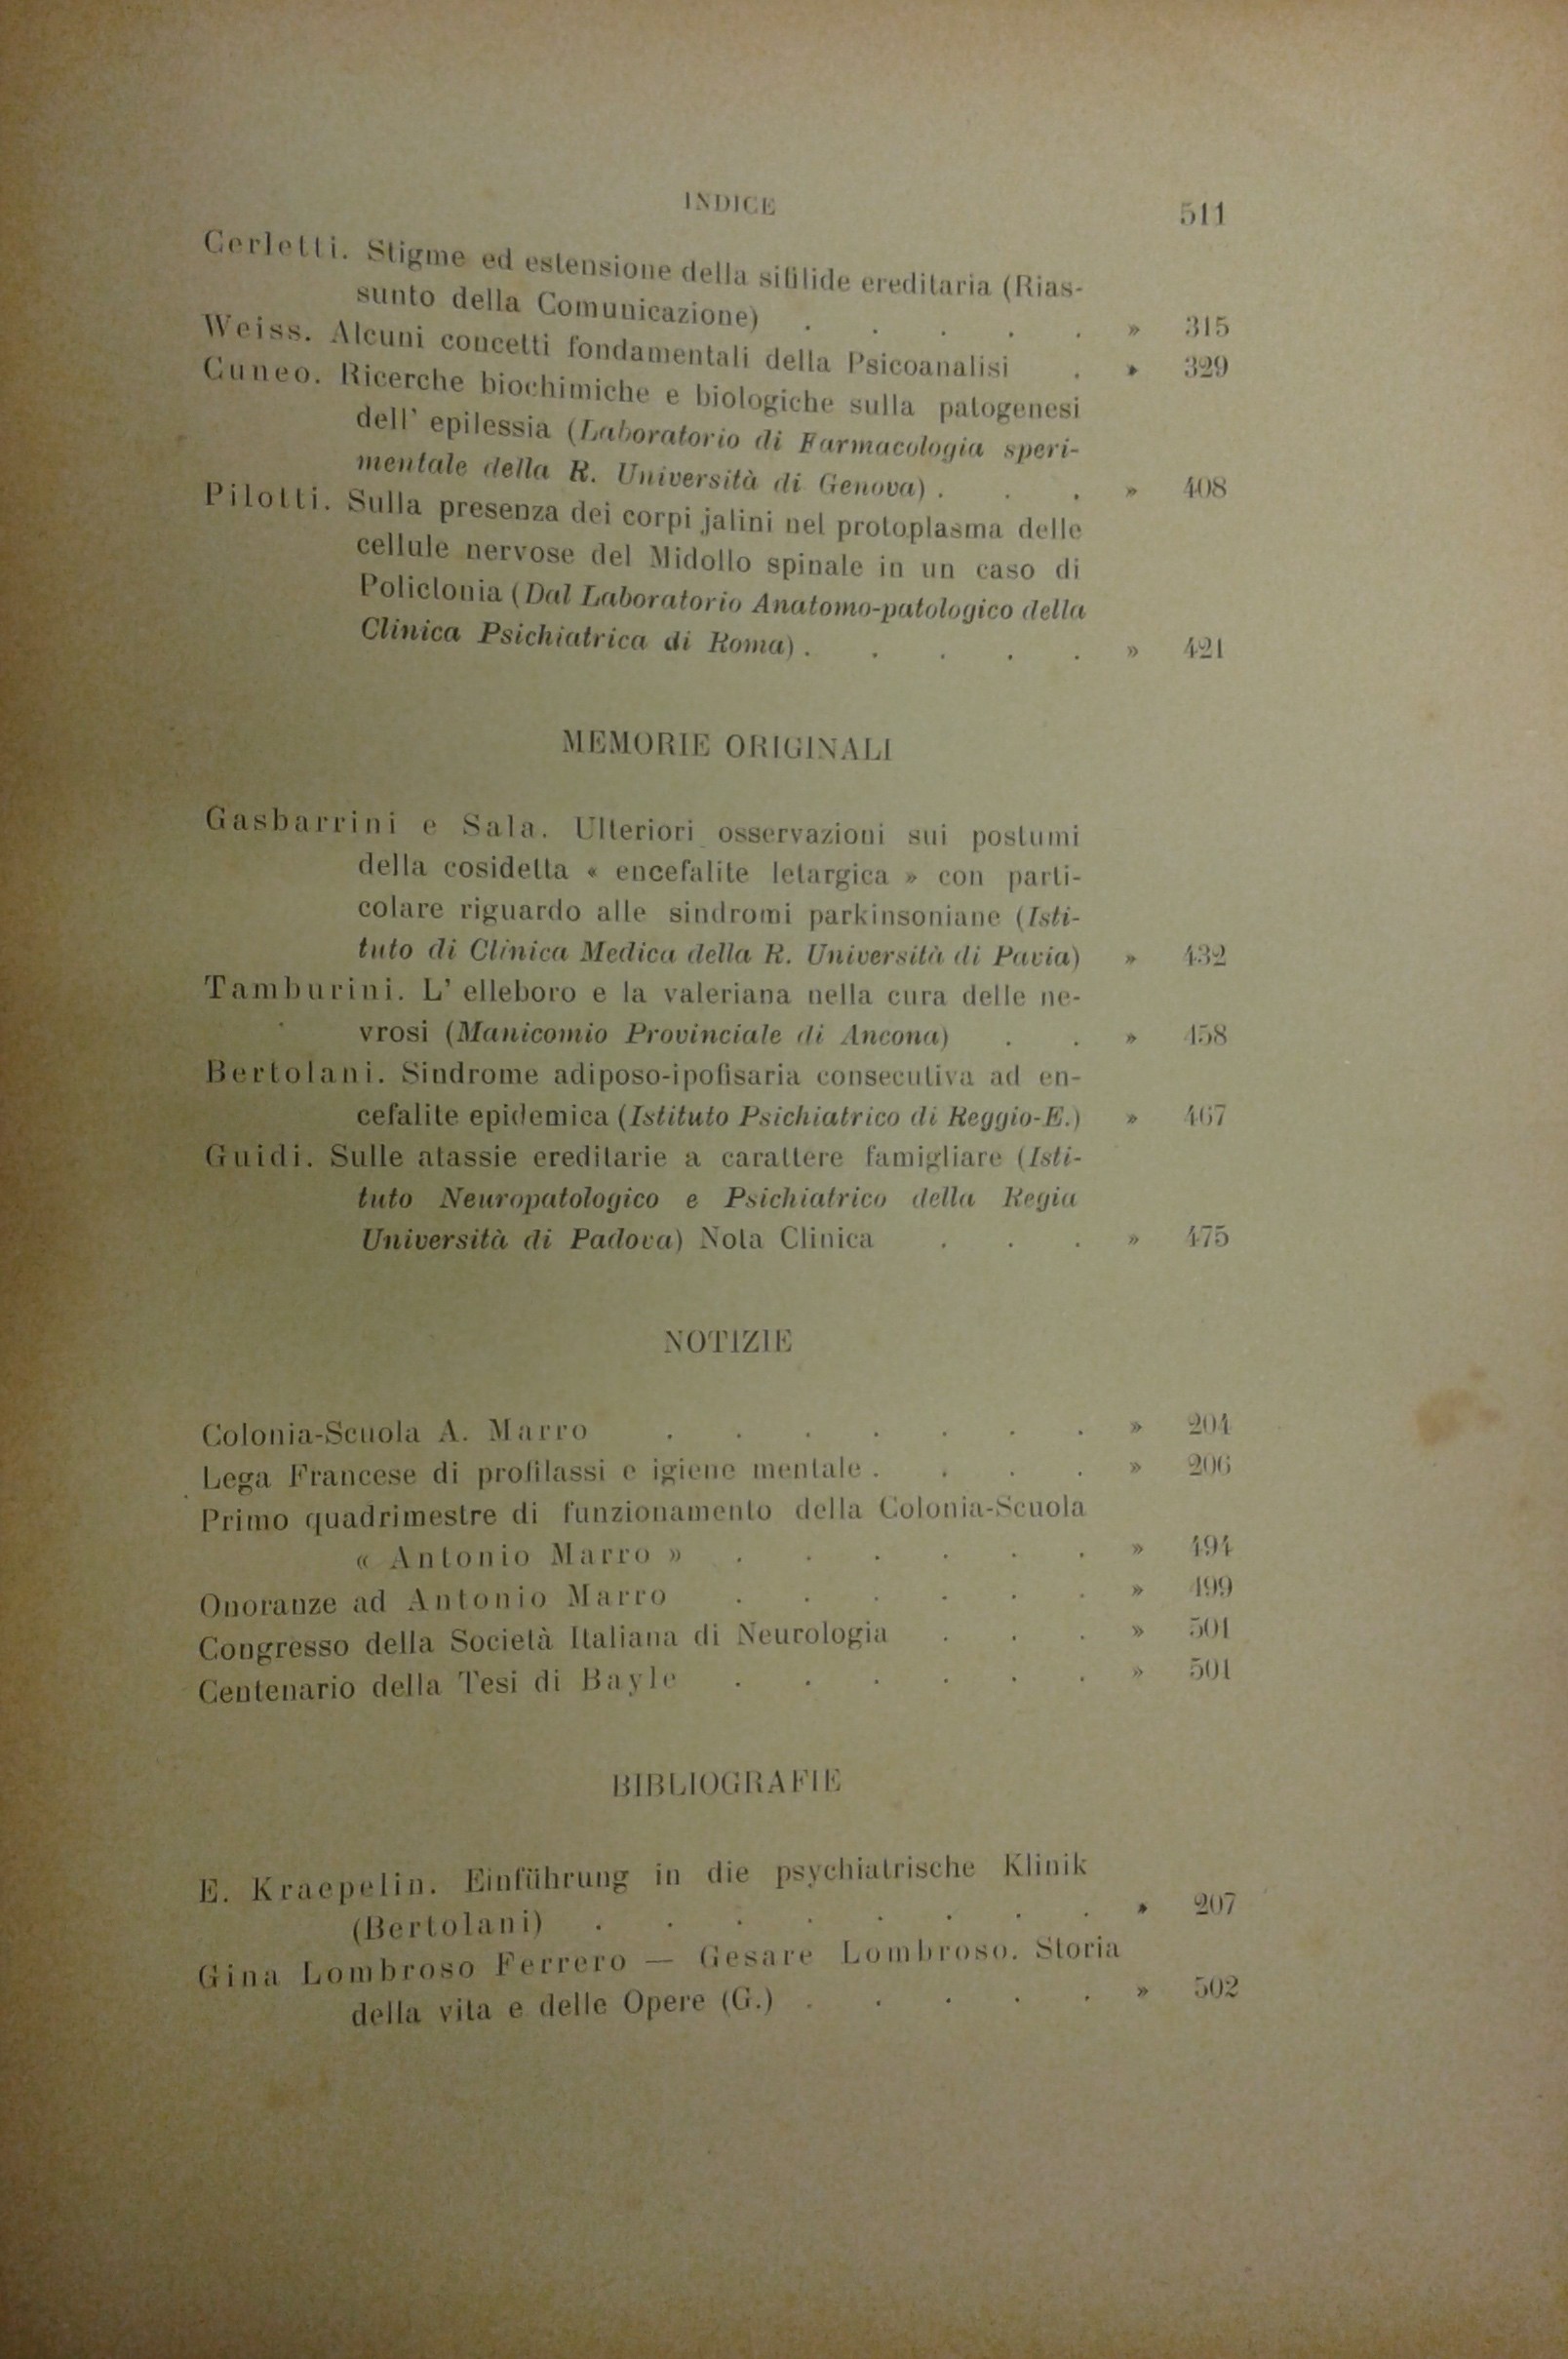 INDICE 511
Cerletti. Stigme ed estensione della sifilide ereditaria (Rias-
sunto della Comunicazione) . . . . . » 315
Weiss. Alcuni concetti fondamentali della Psicoanalisi . » 329
Cuneo. Ricerche biochimiche e biologiche sulla patogenesi
dell' epilessia (Laboratorio di Farmacologia speri-
mentale della R. Università di Genova) . . . » 408
Pilotti. Sulla presenza dei corpi jalini nel protoplasma delle
cellule nervose del Midollo spinale in un caso di
Policlonia (Dal Laboratorio Anatomo-patologico della
Clinica Psichiatrica di Roma) . . . . . » 421
MEMORIE ORIGINALI
Gasbarrini e Sala. Ulteriori osservazioni sui postumi
della cosidetta « encefalite letargica » con parti-
colare riguardo alle sindromi parkinsoniane (Isti-
tuto di Clinica Medica della R. Università di Pavia) » 432
Tamburini. L' elleboro e la valeriana nella cura delle ne-
vrosi (Manicomio Provinciale di Ancona) . . » 458
Bertolani. Sindrome adiposo-ipofisaria consecutiva ad en-
cefalite epidemica (Istituto Psichiatrico di Reggio-E.) » 467
Guidi. Sulle atassie ereditarie a carattere famigliare (Isti-
tuto Neuropatologico e Psichiatrico della Regia
Università di Padova) Nota Clinica . . . » 475
NOTIZIE
Colonia-Scuola A. Marro . . . . . . . » 204
Lega Francese di profilassi e igiene mentale . . . . » 206
Primo quadrimestre di funzionamento della Colonia-Scuola
« Antonio Marro » . . . . . . » 494
Onoranze ad Antonio Marro . . . . . . » 499
Congresso della Società Italiana di Neurologia . . . » 501
Centenario della Tesi di Bayle . . . . . . » 501
BIBLIOGRAFIE
E. Kraepelin. Einführung in die psychiatrische Klinik
(Bertolani) . . . . . . . . » 207
Gina Lombroso Ferrero — Cesare Lombroso. Storia
della vita e delle Opere (G.) . . . . . » 502